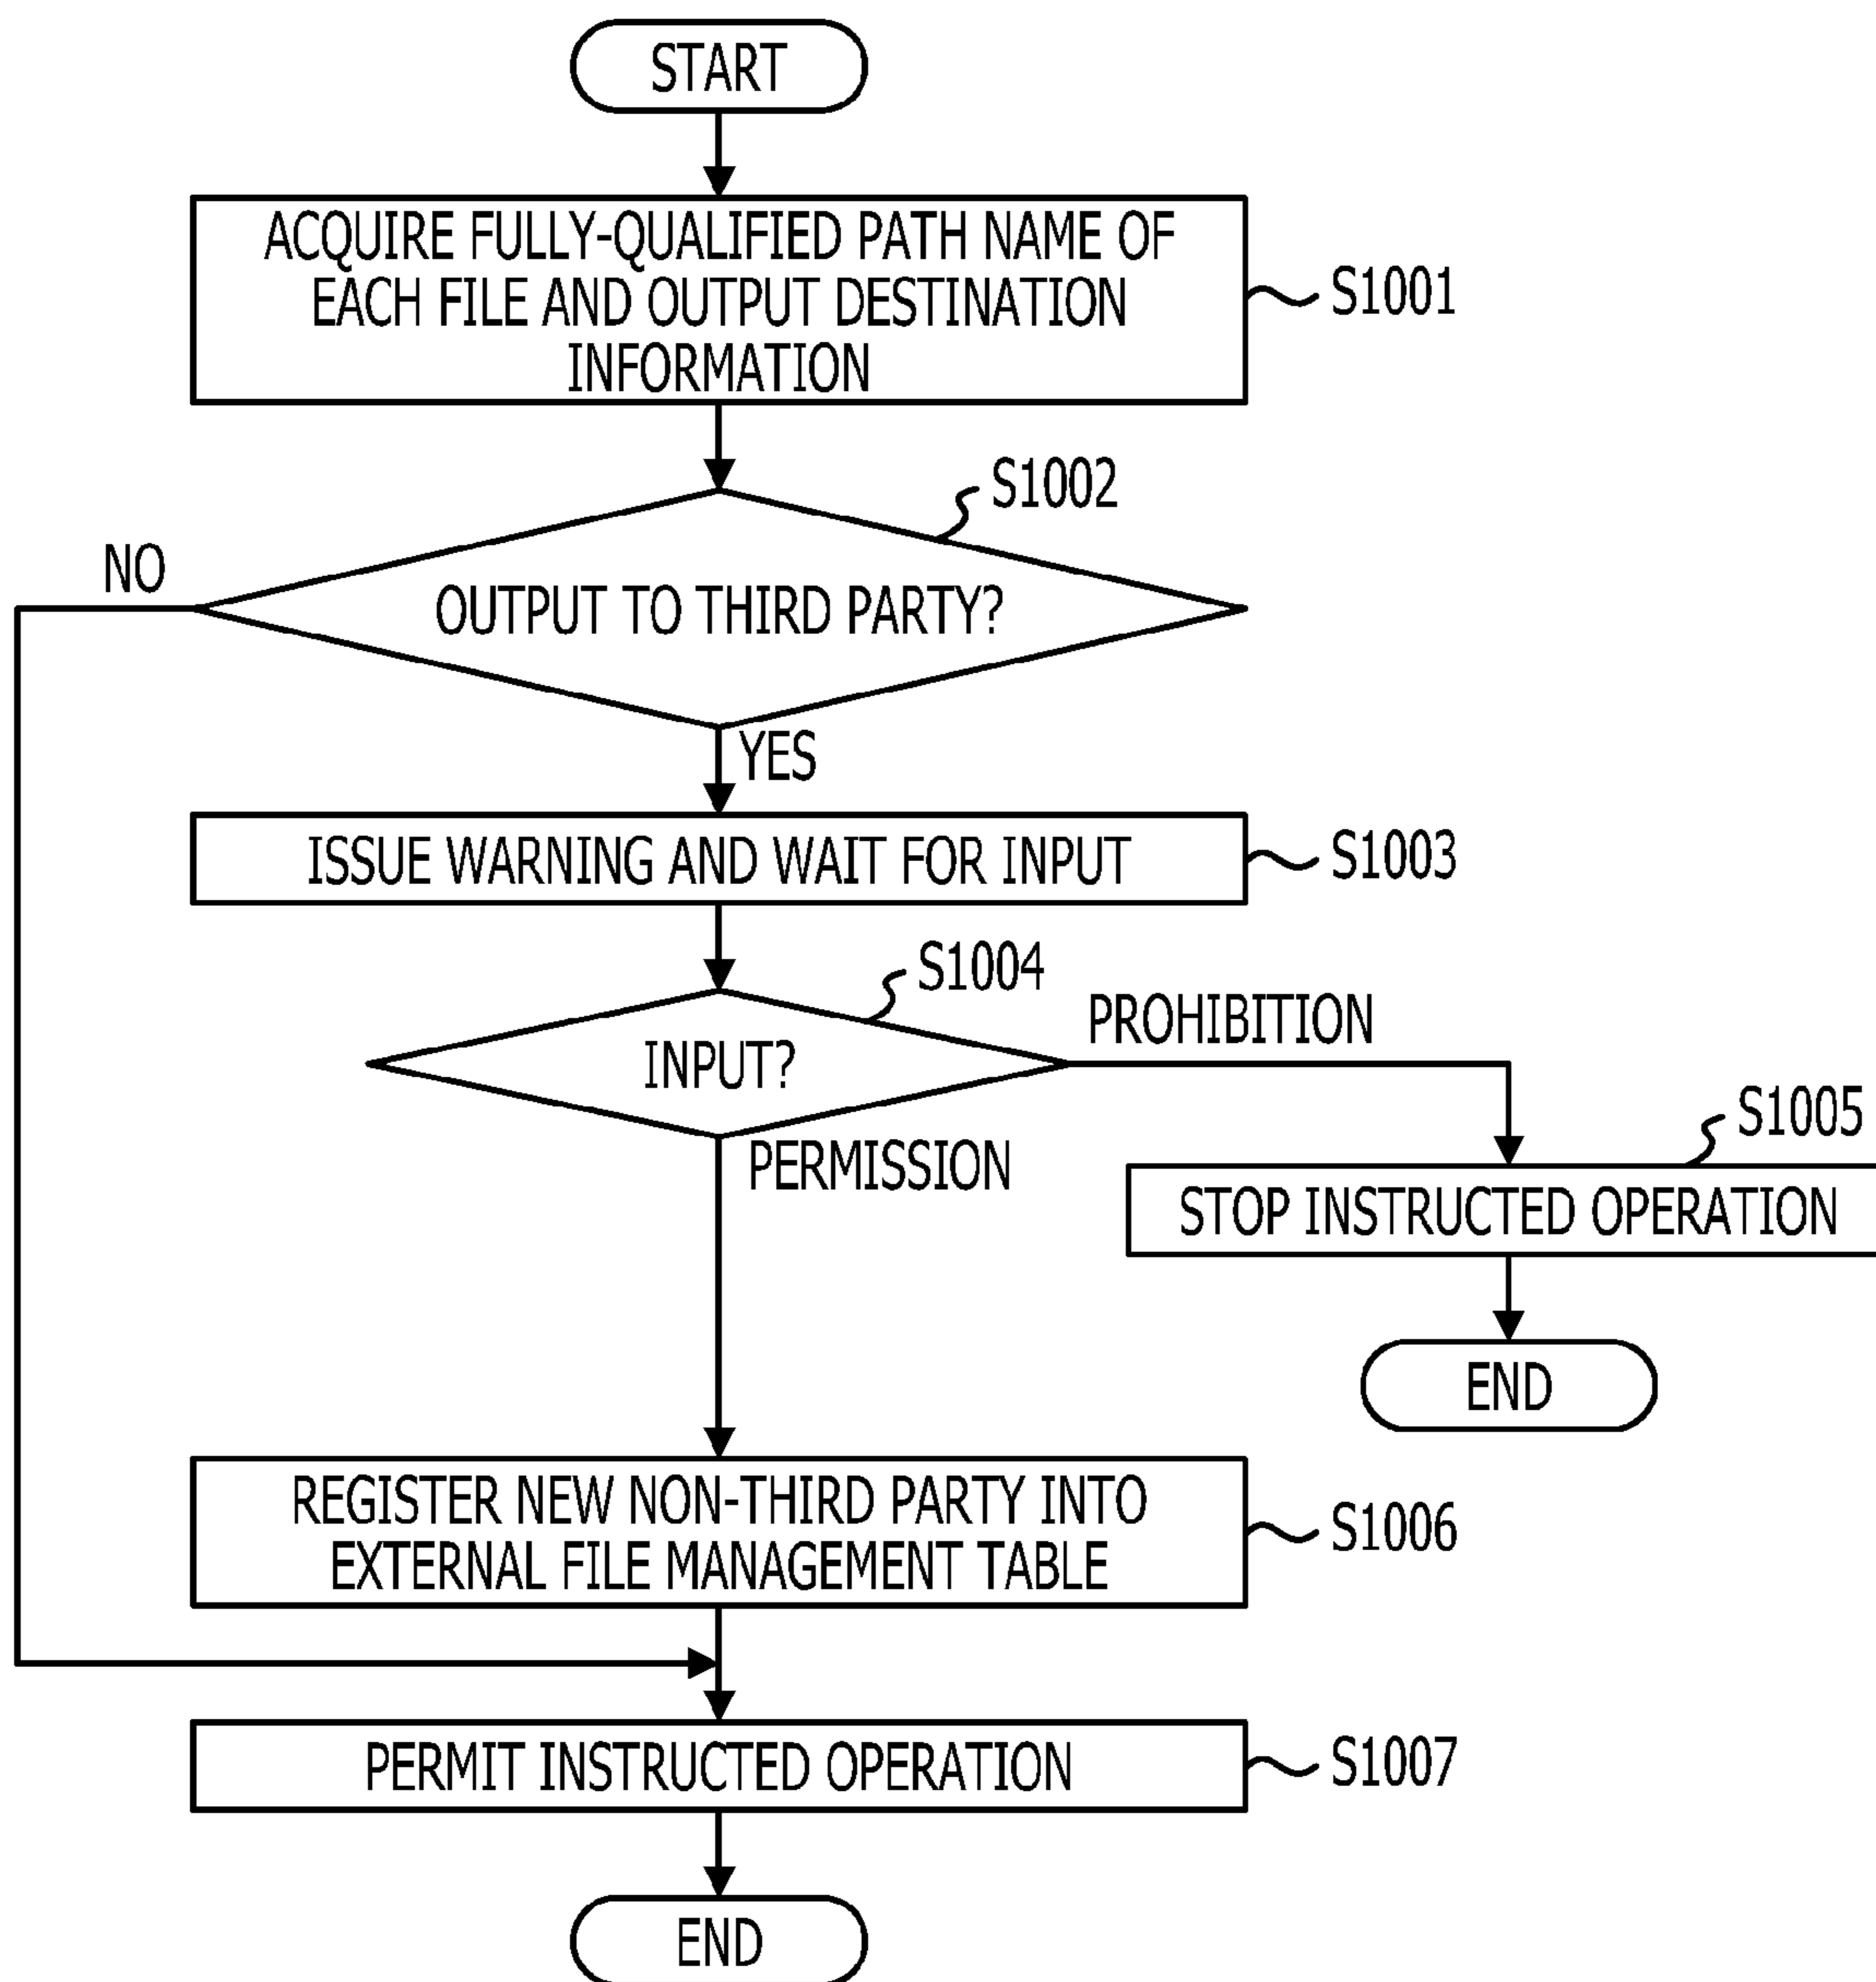 START
ACQUIRE FULLY-QUALIFIED PATH NAME OF
EACH FILE AND OUTPUT DESTINATION
INFORMATION
S1001
S1002
NO
OUTPUT TO THIRD PARTY?
YES
ISSUE WARNING AND WAIT FOR INPUT
S1003
S1004
PROHIBITION
INPUT?
S1005
PERMISSION
STOP INSTRUCTED OPERATION
END
REGISTER NEW NON-THIRD PARTY INTO
EXTERNAL FILE MANAGEMENT TABLE
S1006
PERMIT INSTRUCTED OPERATION
S1007
END